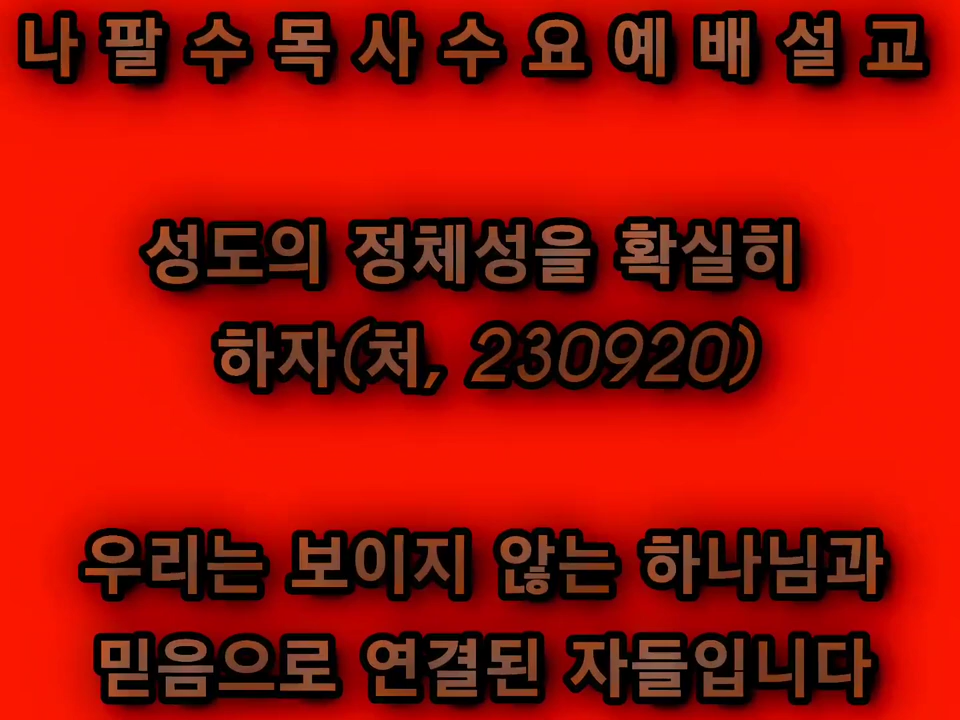 나팔수목사수요예배설교
성도의 정체성을 확실히
하자(처, 230920)
우리는 보이지 않는 하나님과
믿음으로 연결된 자들입니다